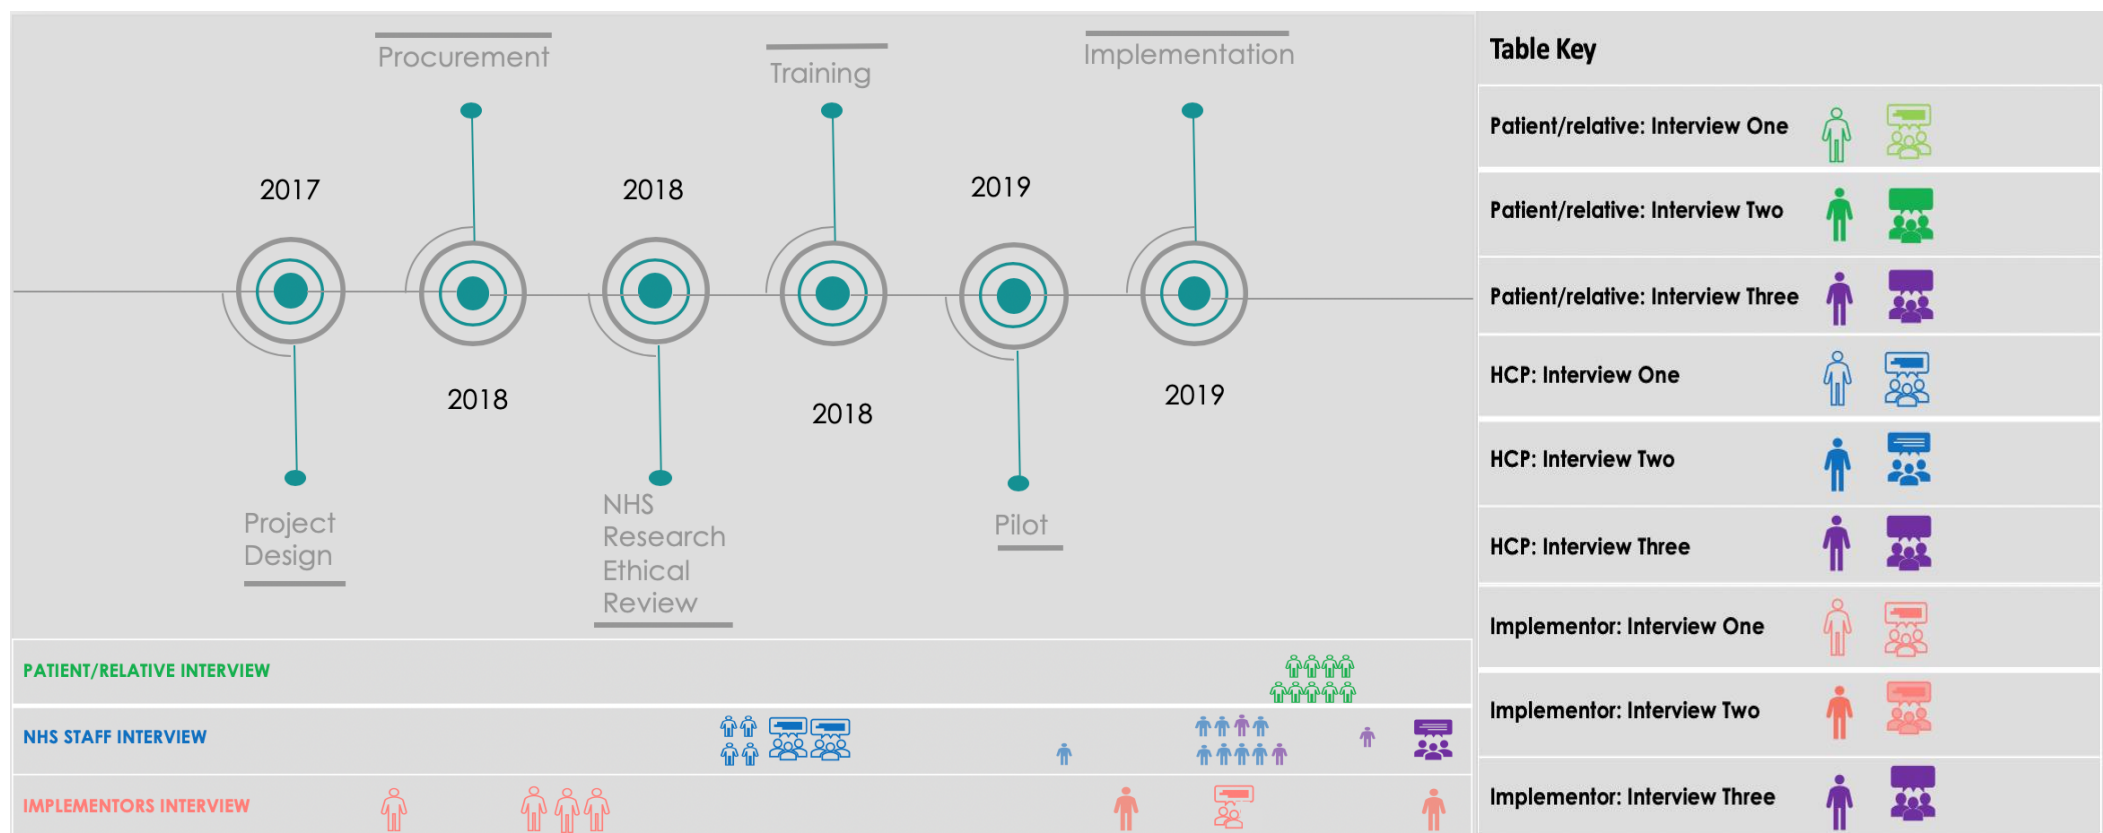 Procurement
Training
Implementation
2017
2018
2019
2018
2018
2019
Project
Design
NHS
Research
Ethical
Review
Pilot
PATIENT/RELATIVE INTERVIEW
NHS STAFF INTERVIEW
IMPLEMENTORS INTERVIEW
Table Key
Patient/relative: Interview One
Patient/relative: Interview Two
Patient/relative: Interview Three
HCP: Interview One
HCP: Interview Two
HCP: Interview Three
Implementor: Interview One
Implementor: Interview Two
Implementor: Interview Three